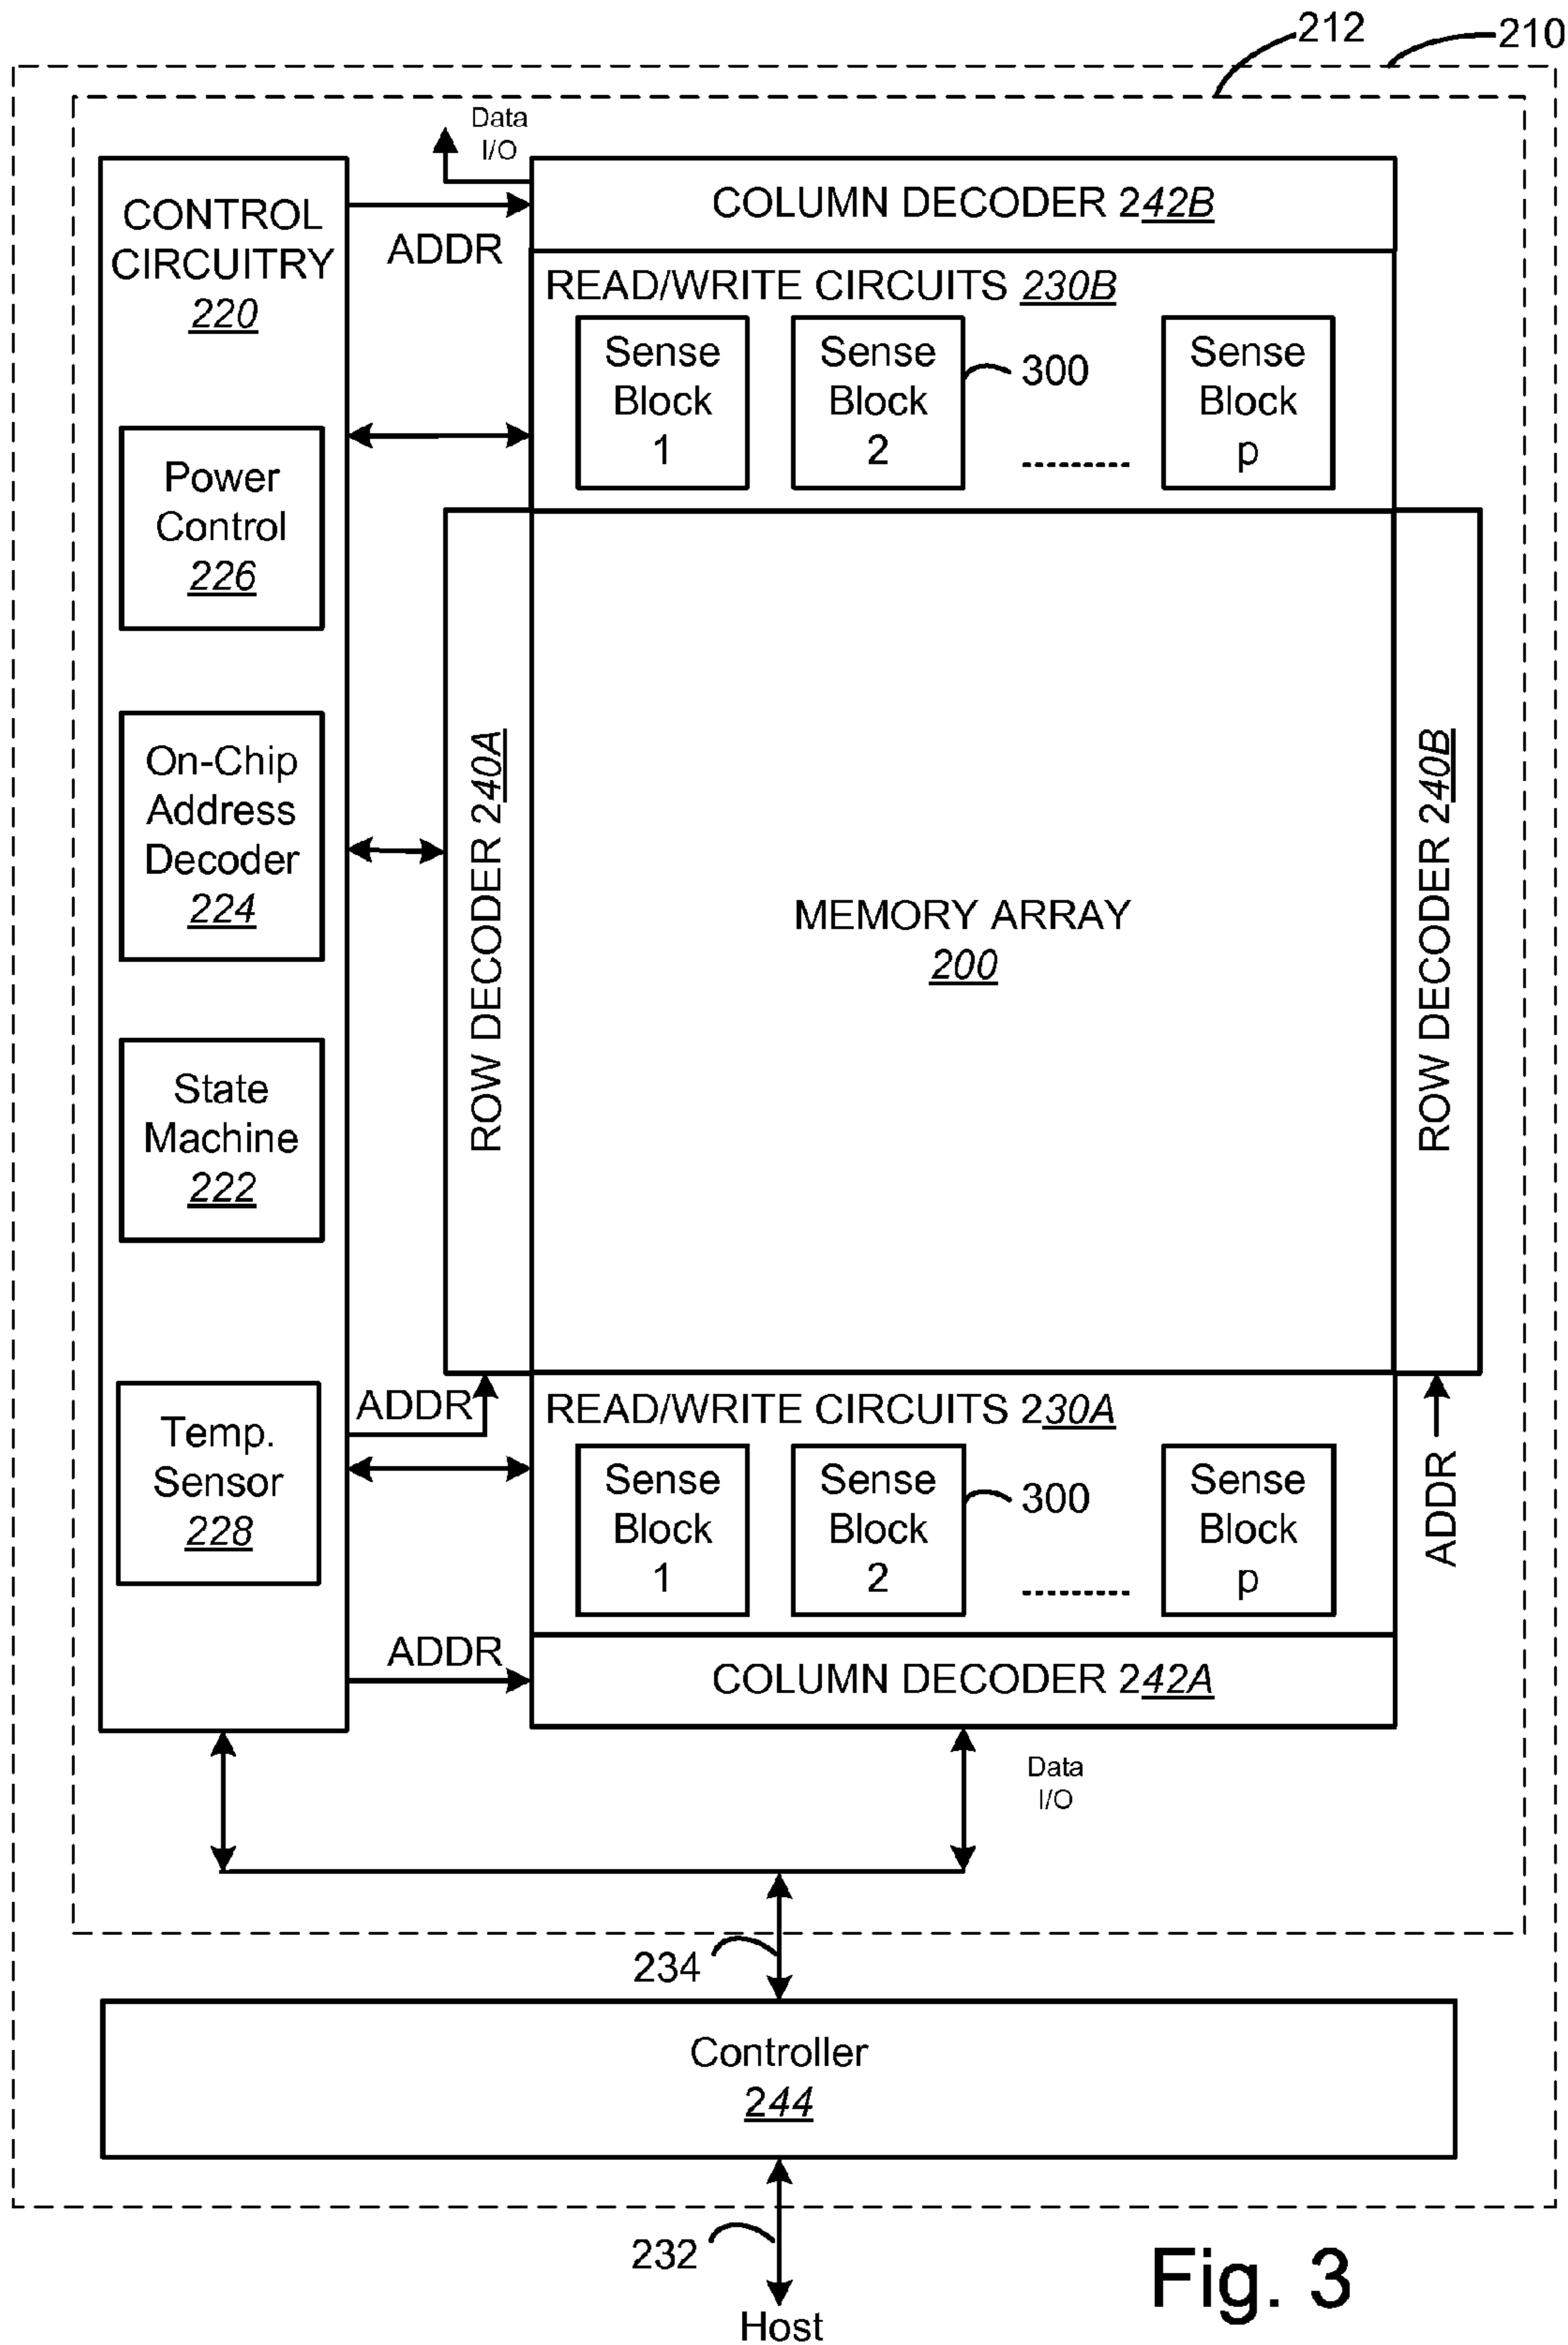 212
210
Data
I/O
CONTROL
CIRCUITRY
220
ADDR
COLUMN DECODER 242B
READ/WRITE CIRCUITS 230B
Sense
Block
1
Sense
Block
2
300
..........
Sense
Block
p
Power
Control
226
On-Chip
Address
Decoder
224
State
Machine
222
Temp.
Sensor
228
ROW DECODER 240A
MEMORY ARRAY
200
ROW DECODER 240B
ADDR
READ/WRITE CIRCUITS 230A
Sense
Block
1
Sense
Block
2
300
..........
Sense
Block
p
ADDR
ADDR
COLUMN DECODER 242A
Data
I/O
234
Controller
244
232
Host
Fig. 3